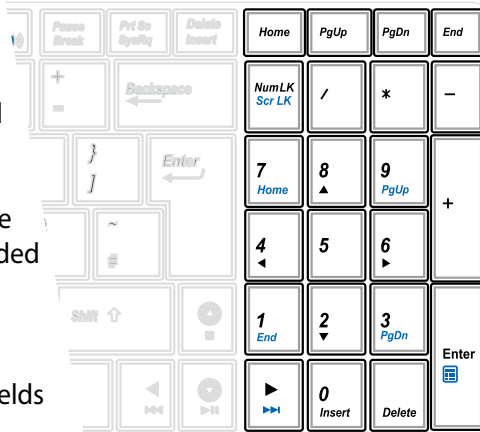 Pause Break Prt Sc SysRq Delete Insert Home PgUp PgDn End
+ - Backspace NumLK Scr LK / * -
} ] Enter 7 Home 8 9 PgUp +
ded ~ # 4 5 6
Shift 1 End 2 3 PgDn Enter
elds 0 Insert Delete